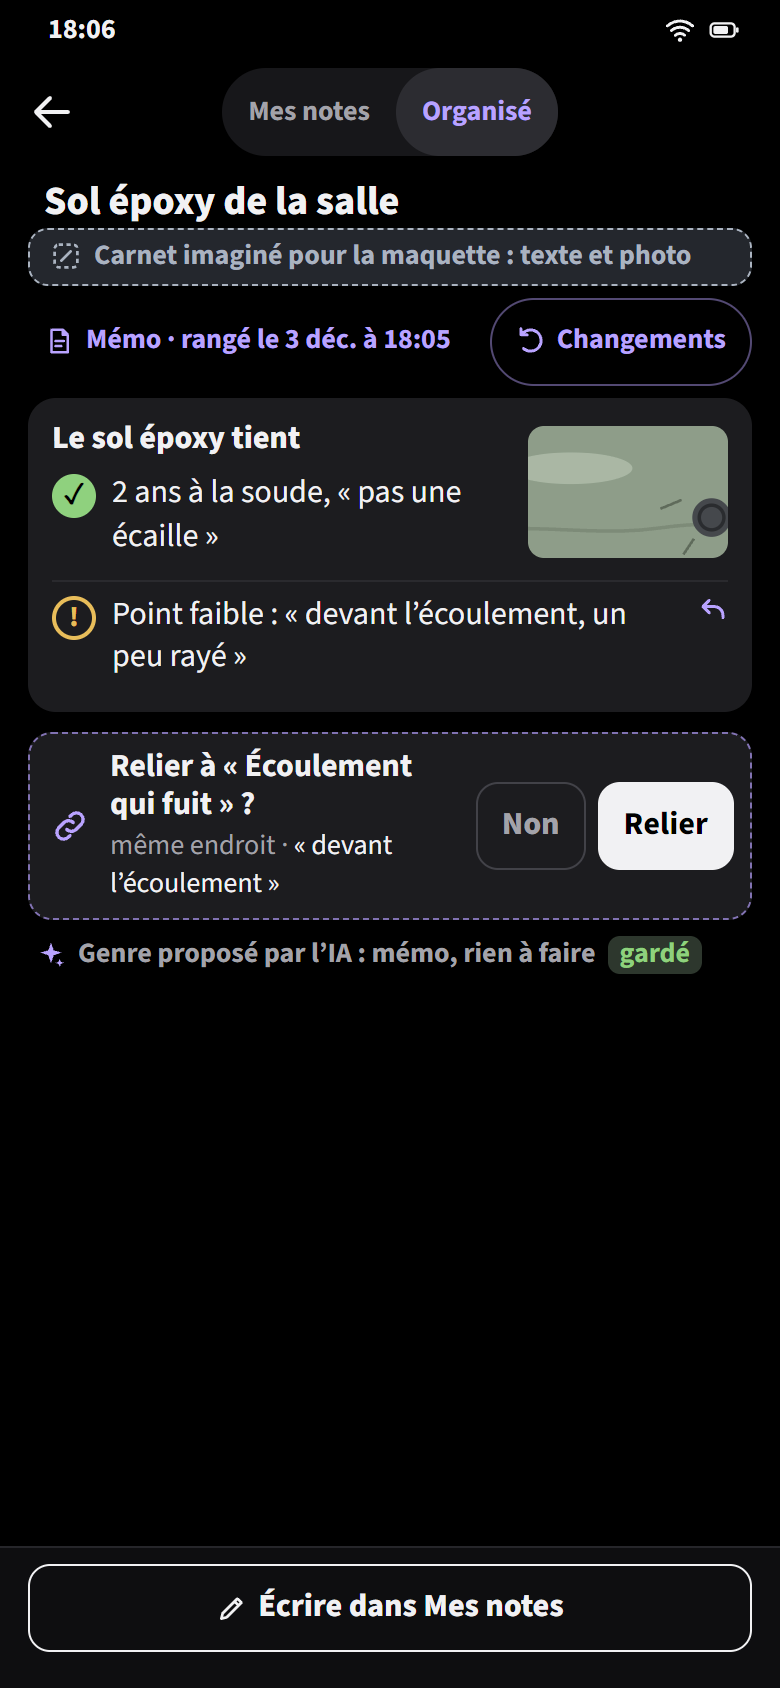 18:06
Mes notes
Organisé
Sol époxy de la salle
Carnet imaginé pour la maquette : texte et photo
Mémo · rangé le 3 déc. à 18:05
Changements
Le sol époxy tient
2 ans à la soude, « pas une
écaille »
Point faible : « devant l’écoulement, un
peu rayé »
Relier à « Écoulement
qui fuit » ?
même endroit · « devant
l’écoulement »
Non
Relier
Genre proposé par l’IA : mémo, rien à faire
gardé
Écrire dans Mes notes